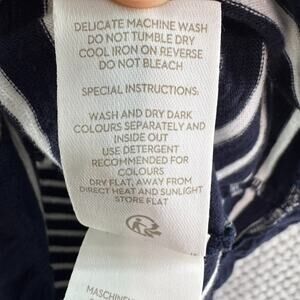 DELICATE MACHINE WASH
DO NOT TUMBLE DRY
COOL IRON ON REVERSE
DO NOT BLEACH
SPECIAL INSTRUCTIONS:
WASH AND DRY DARK
COLOURS SEPARATELY AND
INSIDE OUT
USE DETERGENT
RECOMMENDED FOR
COLOURS
DRY FLAT, AWAY FROM
DIRECT HEAT AND SUNLIGHT
STORE FLAT